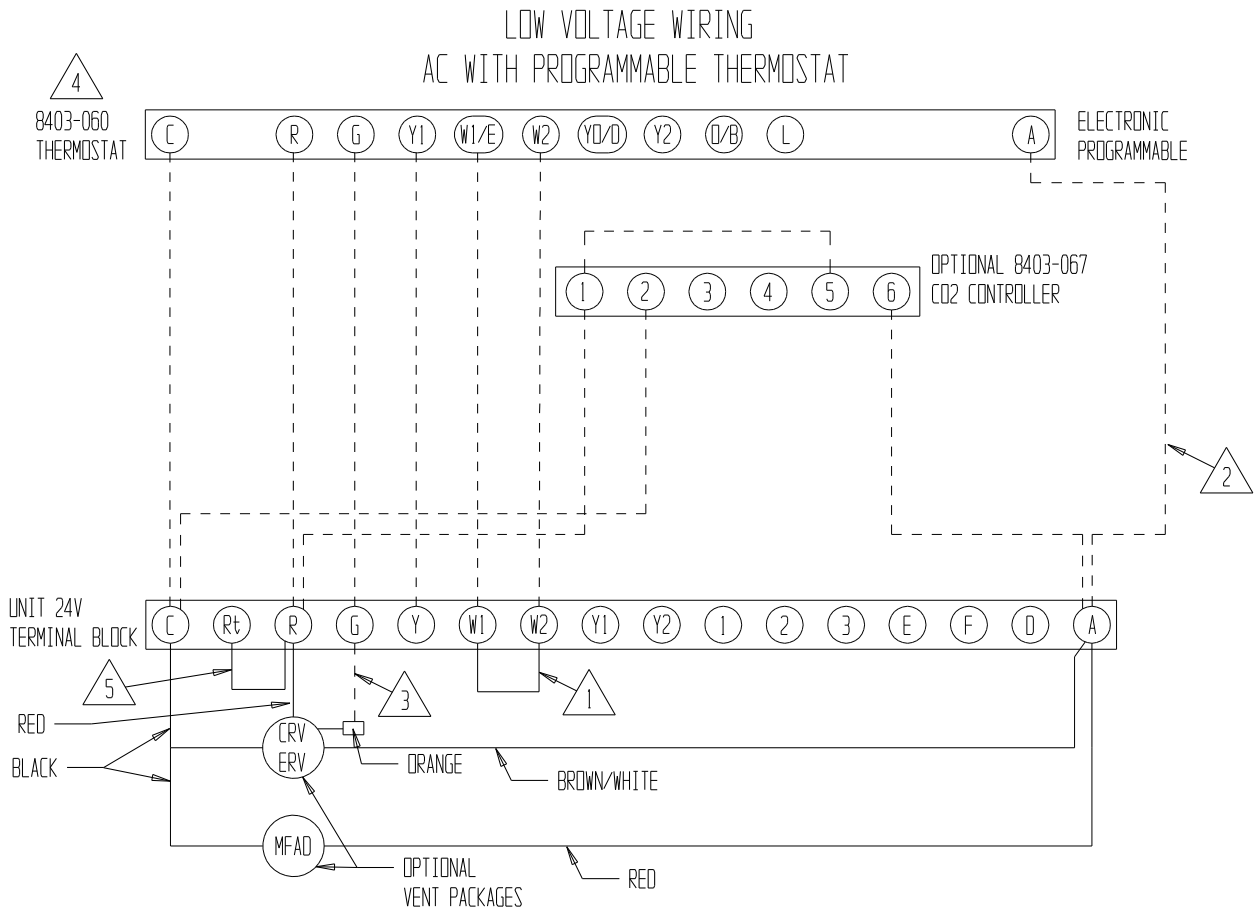 LOW VOLTAGE WIRING
AC WITH PROGRAMMABLE THERMOSTAT
4
8403-060
THERMOSTAT
C R G Y1 W1/E W2 YO/D Y2 O/B L A
ELECTRONIC
PROGRAMMABLE
1 2 3 4 5 6
OPTIONAL 8403-067
CO2 CONTROLLER
2
UNIT 24V
TERMINAL BLOCK
C Rt R G Y W1 W2 Y1 Y2 1 2 3 E F O A
5
3
1
RED
CRV
ERV
BLACK
ORANGE
BROWN/WHITE
MFAD
OPTIONAL
VENT PACKAGES
RED